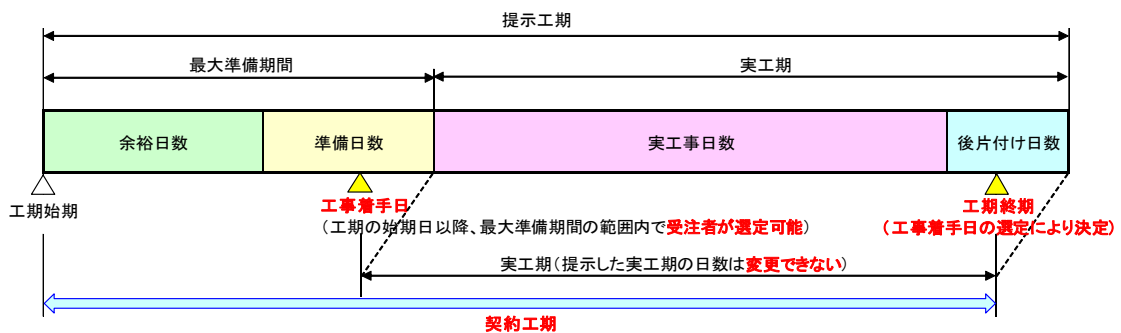 提示工期
最大準備期間
実工期
余裕日数
準備日数
実工事日数
後片付け日数
工期始期
工事着手日
(工期の始期日以降、最大準備期間の範囲内で受注者が選定可能)
工期終期
(工事着手日の選定により決定)
実工期(提示した実工期の日数は変更できない)
契約工期